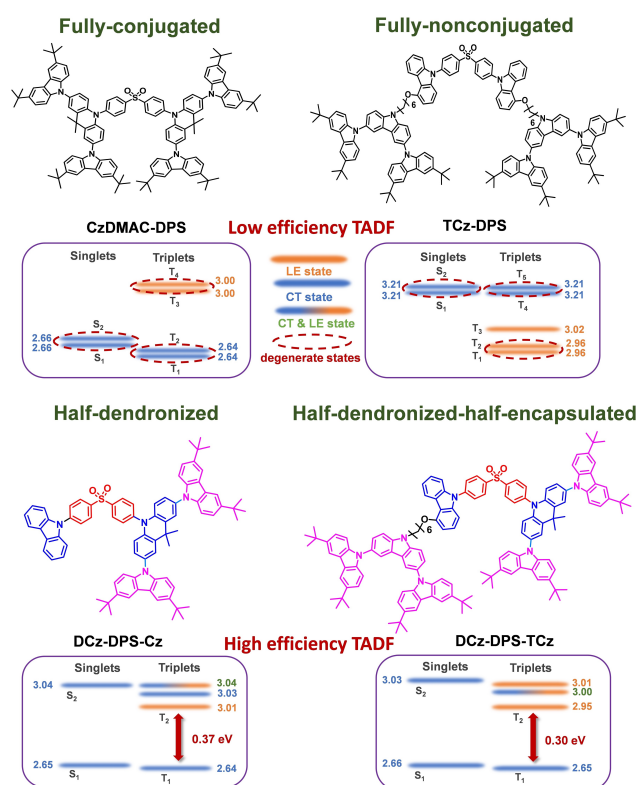 Fully-conjugated
Fully-nonconjugated
O O
S
N N
N N
N N
O O
S
N N
O O
6 6
N N
N N
N N
CzDMAC-DPS
Low efficiency TADF
TCz-DPS
Singlets Triplets
T4
3.00
3.00
T3
S2
2.66
2.66
S1
T2
2.64
2.64
T1
LE state
CT state
CT & LE state
degenerate states
Singlets Triplets
S2
3.21
3.21
S1
T5
3.21
3.21
T4
T3 3.02
T2 2.96
T1 2.96
Half-dendronized
Half-dendronized-half-encapsulated
O O
S
N
N
N
N
O O
S
N
N
N
N
O
6
N
N
N
DCz-DPS-Cz
High efficiency TADF
DCz-DPS-TCz
Singlets Triplets
3.04
S2
3.04
3.03
3.01
T2
0.37 eV
2.65
S1
2.64
T1
Singlets Triplets
3.03
S2
3.01
3.00
2.95
T2
0.30 eV
2.66
S1
2.65
T1